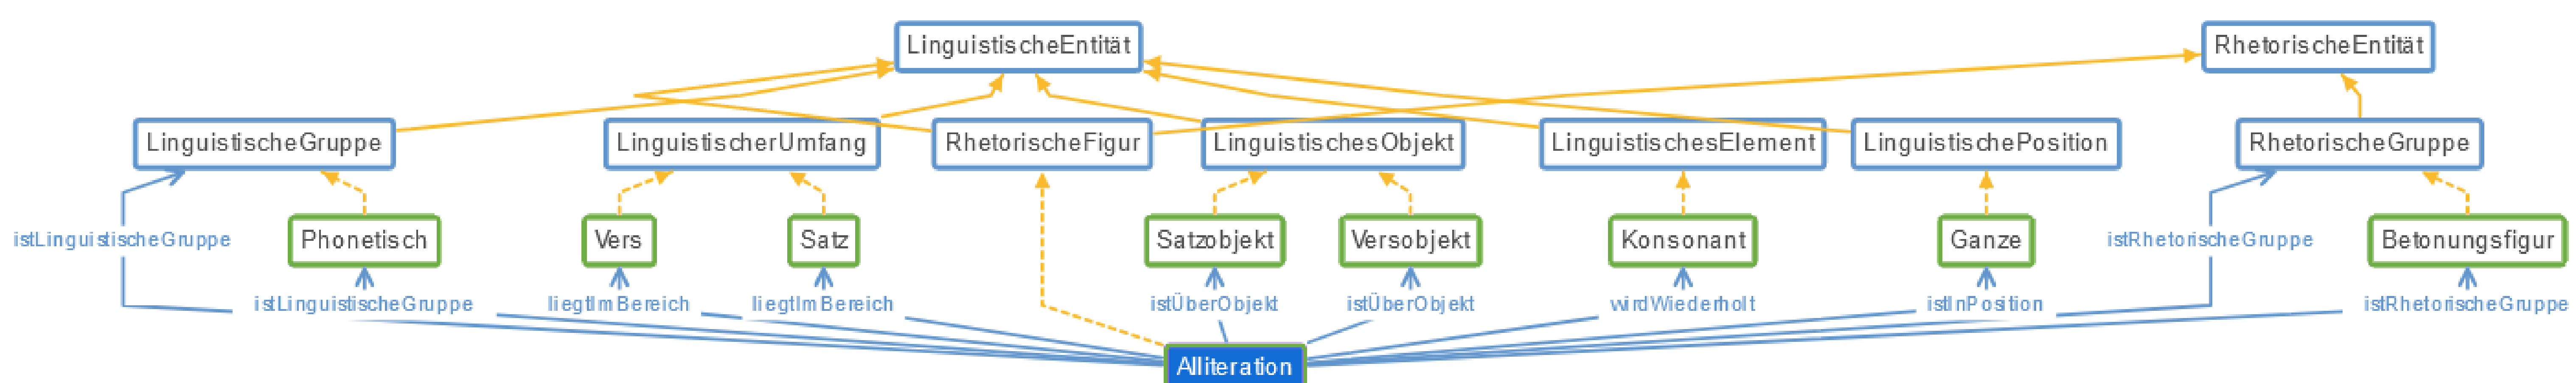 LinguistischeEntität
RhetorischeEntität
LinguistischeGruppe
LinguistischerUmfang
RhetorischeFigur
LinguistischesObjekt
LinguistischesElement
LinguistischePosition
RhetorischeGruppe
istLinguistischeGruppe
Phonetisch
Vers
Satz
Satzobjekt
Versobjekt
Konsonant
Ganze
istRhetorischeGruppe
Betonungsfigur
istLinguistischeGruppe
liegtImBereich
liegtImBereich
istÜberObjekt
istÜberObjekt
wirdWiederholt
istInPosition
istRhetorischeGruppe
Alliteration